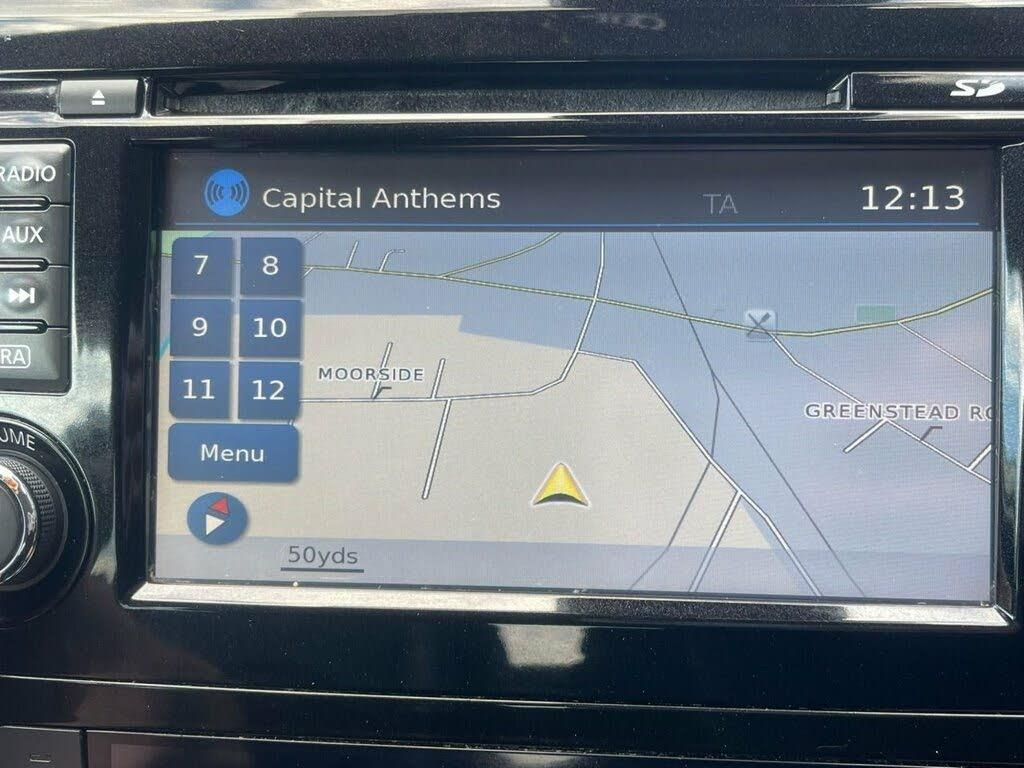 SD
RADIO
AUX
RA
UME
Capital Anthems
TA
12:13
7 8
9 10
11 12
Menu
MOORSIDE
GREENSTEAD RO
50yds